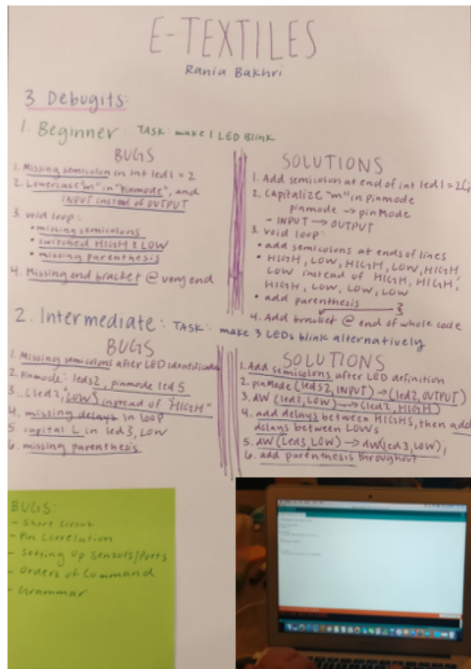 E-TEXTILES
Rania Bakhri
3 Debugits:
1. Beginner: TASK: make 1 LED blink
BUGS
1. Missing semicolon in int led1 = 2
2. Lowercase "m" in "pinmode", and
INPUT instead of OUTPUT
3. void loop:
• missing semicolons
• switched HIGH & LOW
• missing parenthesis
4. Missing end bracket @ very end
SOLUTIONS
1. Add semicolon at end of int led1 = 2
2. Capitalize "m" in PinMode
pinmode → pinMode
- INPUT → OUTPUT
3. void loop:
• add semicolons at ends of lines
• HIGH, LOW, HIGH, LOW, HIGH,
LOW instead of HIGH, HIGH,
HIGH, LOW, LOW, LOW
• add parenthesis
4. Add bracket @ end of whole code
2. Intermediate: TASK: make 3 LEDs blink alternatively
BUGS
1. Missing semicolons after LED
2. pinmode: leds2, pinmode led5
3. (led2, LOW) instead of "HIGH"
4. missing delays in loop
5. capital L in led3, LOW
6. missing parenthesis
SOLUTIONS
1. Add semicolons after LED definition
2. pinMode (leds2, INPUT) → (led2, OUTPUT)
3. AW (led2, LOW) → (led2, HIGH)
4. add delays between HIGHS, then add
delays between LOWs
5. AW (Led3, LOW) → AW (led3, LOW);
6. add parenthesis throughout
BUGS:
- Short Circuit
- Pin Correlation
- Setting Up Sensors/Ports
- Orders of Command
- Grammar